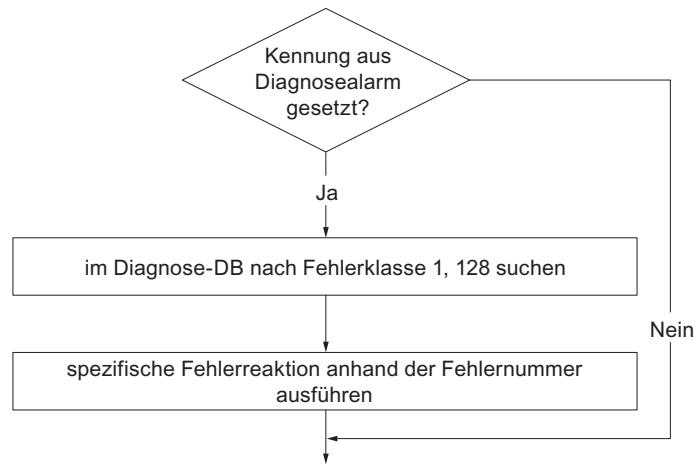 Kennung aus
Diagnosealarm
gesetzt?
Ja
im Diagnose-DB nach Fehlerklasse 1, 128 suchen
Nein
spezifische Fehlerreaktion anhand der Fehlernummer
ausführen